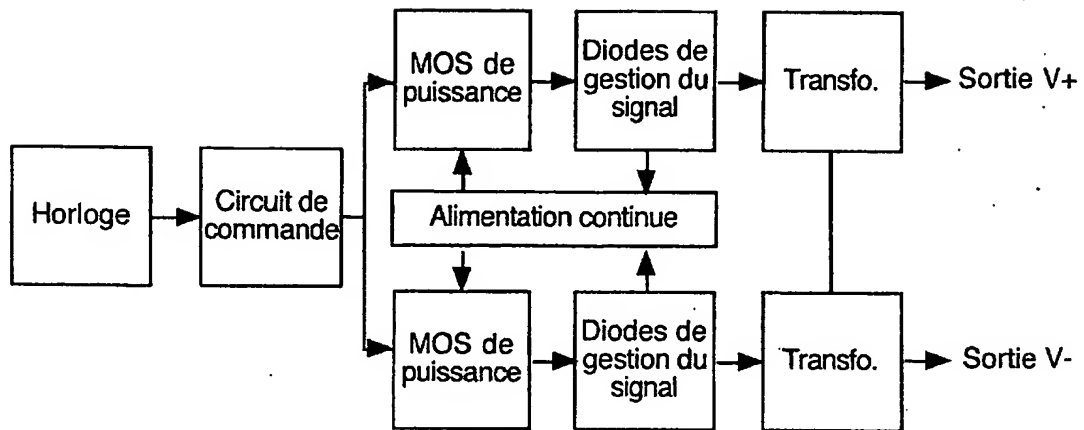 MOS de
puissance
Diodes de
gestion du
signal
Transfo.
Sortie V+
Horloge
Circuit de
commande
Alimentation continue
MOS de
puissance
Diodes de
gestion du
signal
Transfo.
Sortie V-